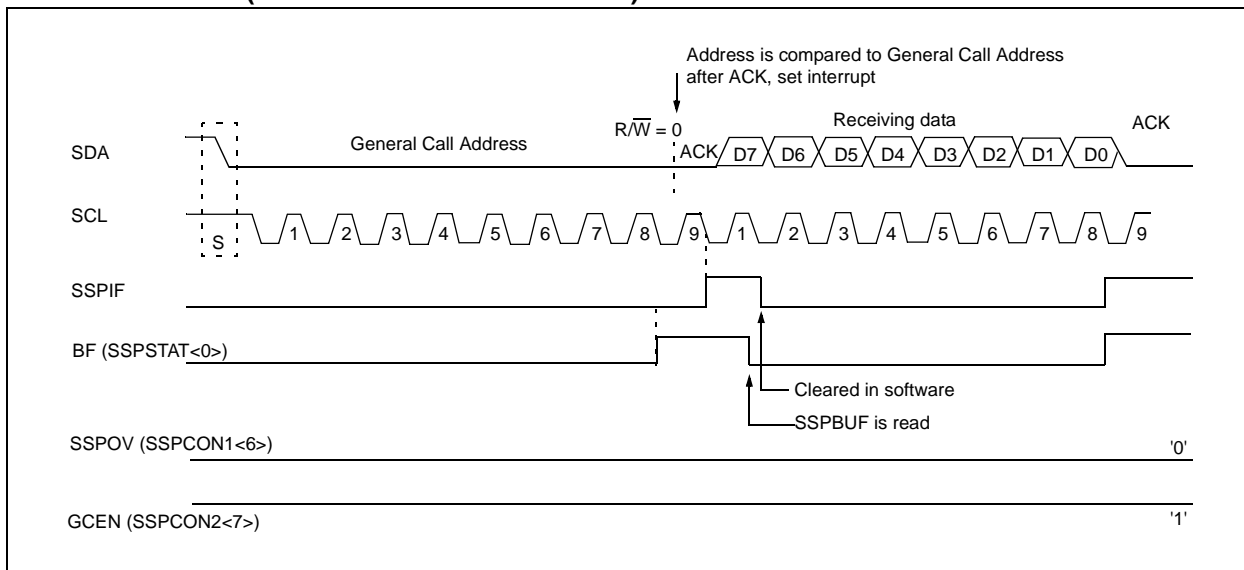 Address is compared to General Call Address
after ACK, set interrupt
R/W = 0
Receiving data
ACK
General Call Address
SDA
ACK
D7 D6 D5 D4 D3 D2 D1 D0
SCL
S
1 2 3 4 5 6 7 8 9 1 2 3 4 5 6 7 8 9
SSPIF
BF (SSPSTAT<0>)
Cleared in software
SSPBUF is read
SSPOV (SSPCON1<6>)
'0'
GCEN (SSPCON2<7>)
'1'